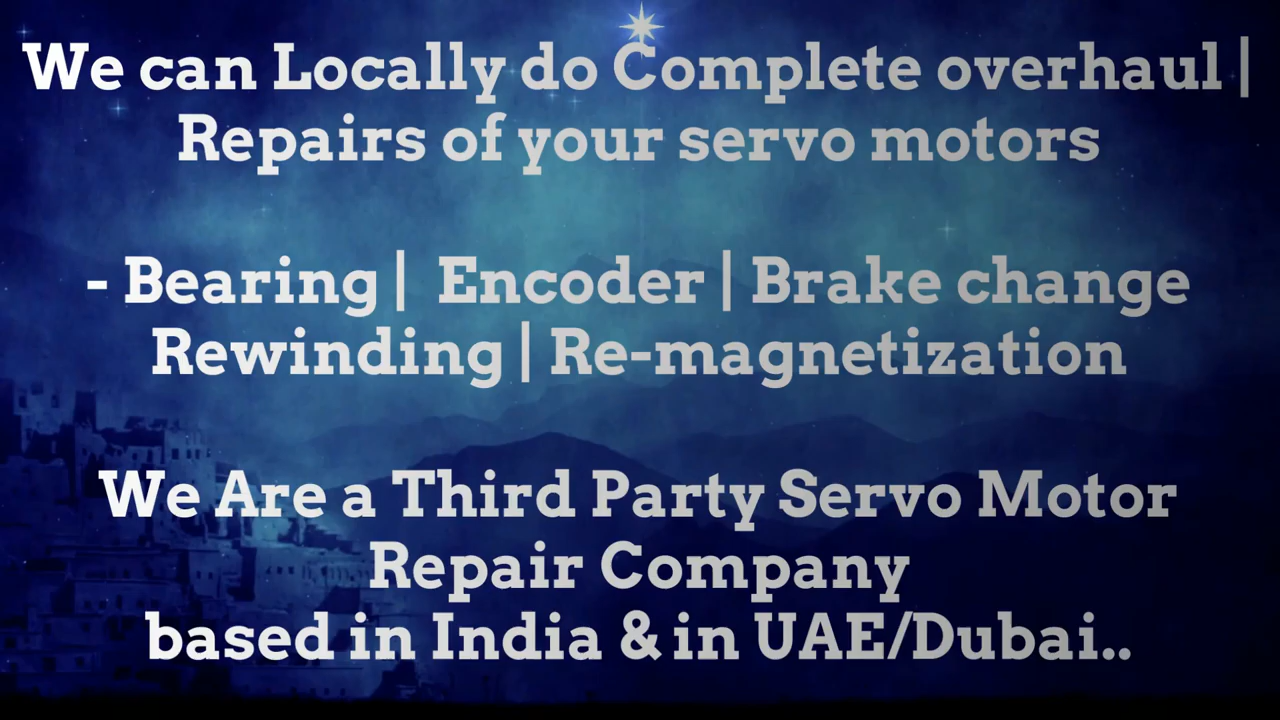 We can Locally do Complete overhaul |
Repairs of your servo motors
- Bearing | Encoder | Brake change
Rewinding | Re-magnetization
We Are a Third Party Servo Motor
Repair Company
based in India & in UAE/Dubai..